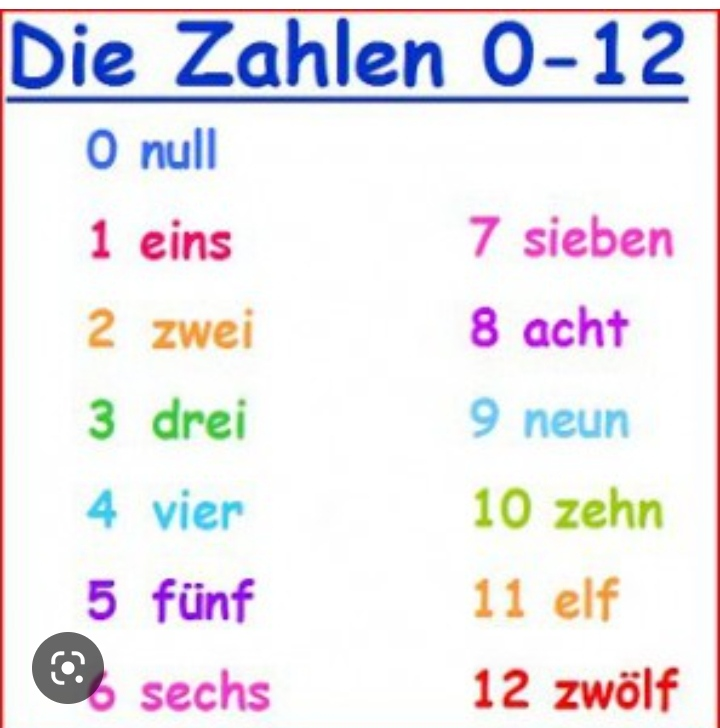 Die Zahlen 0-12
0 null
1 eins
2 zwei
3 drei
4 vier
5 fünf
6 sechs
7 sieben
8 acht
9 neun
10 zehn
11 elf
12 zwölf